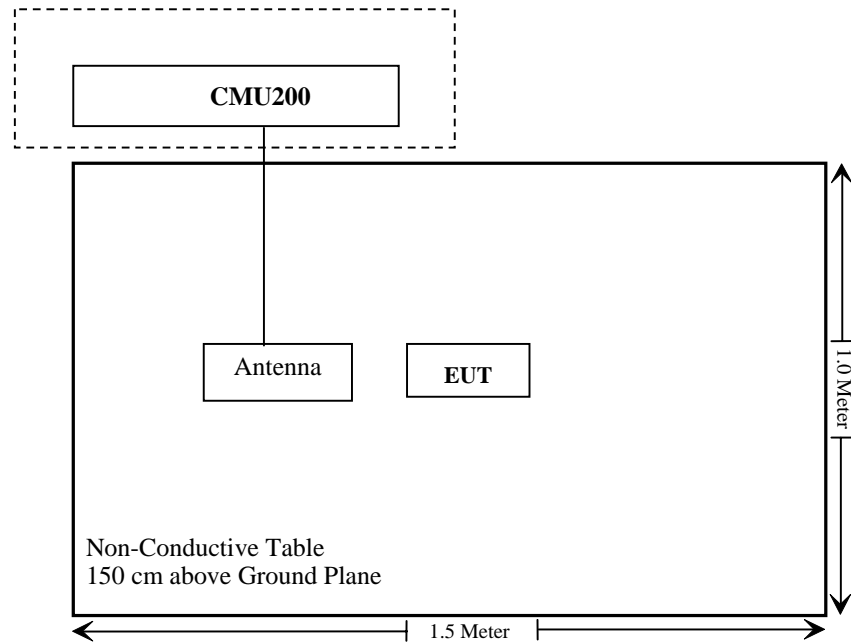 CMU200
Antenna
EUT
1.0 Meter
Non-Conductive Table
150 cm above Ground Plane
1.5 Meter